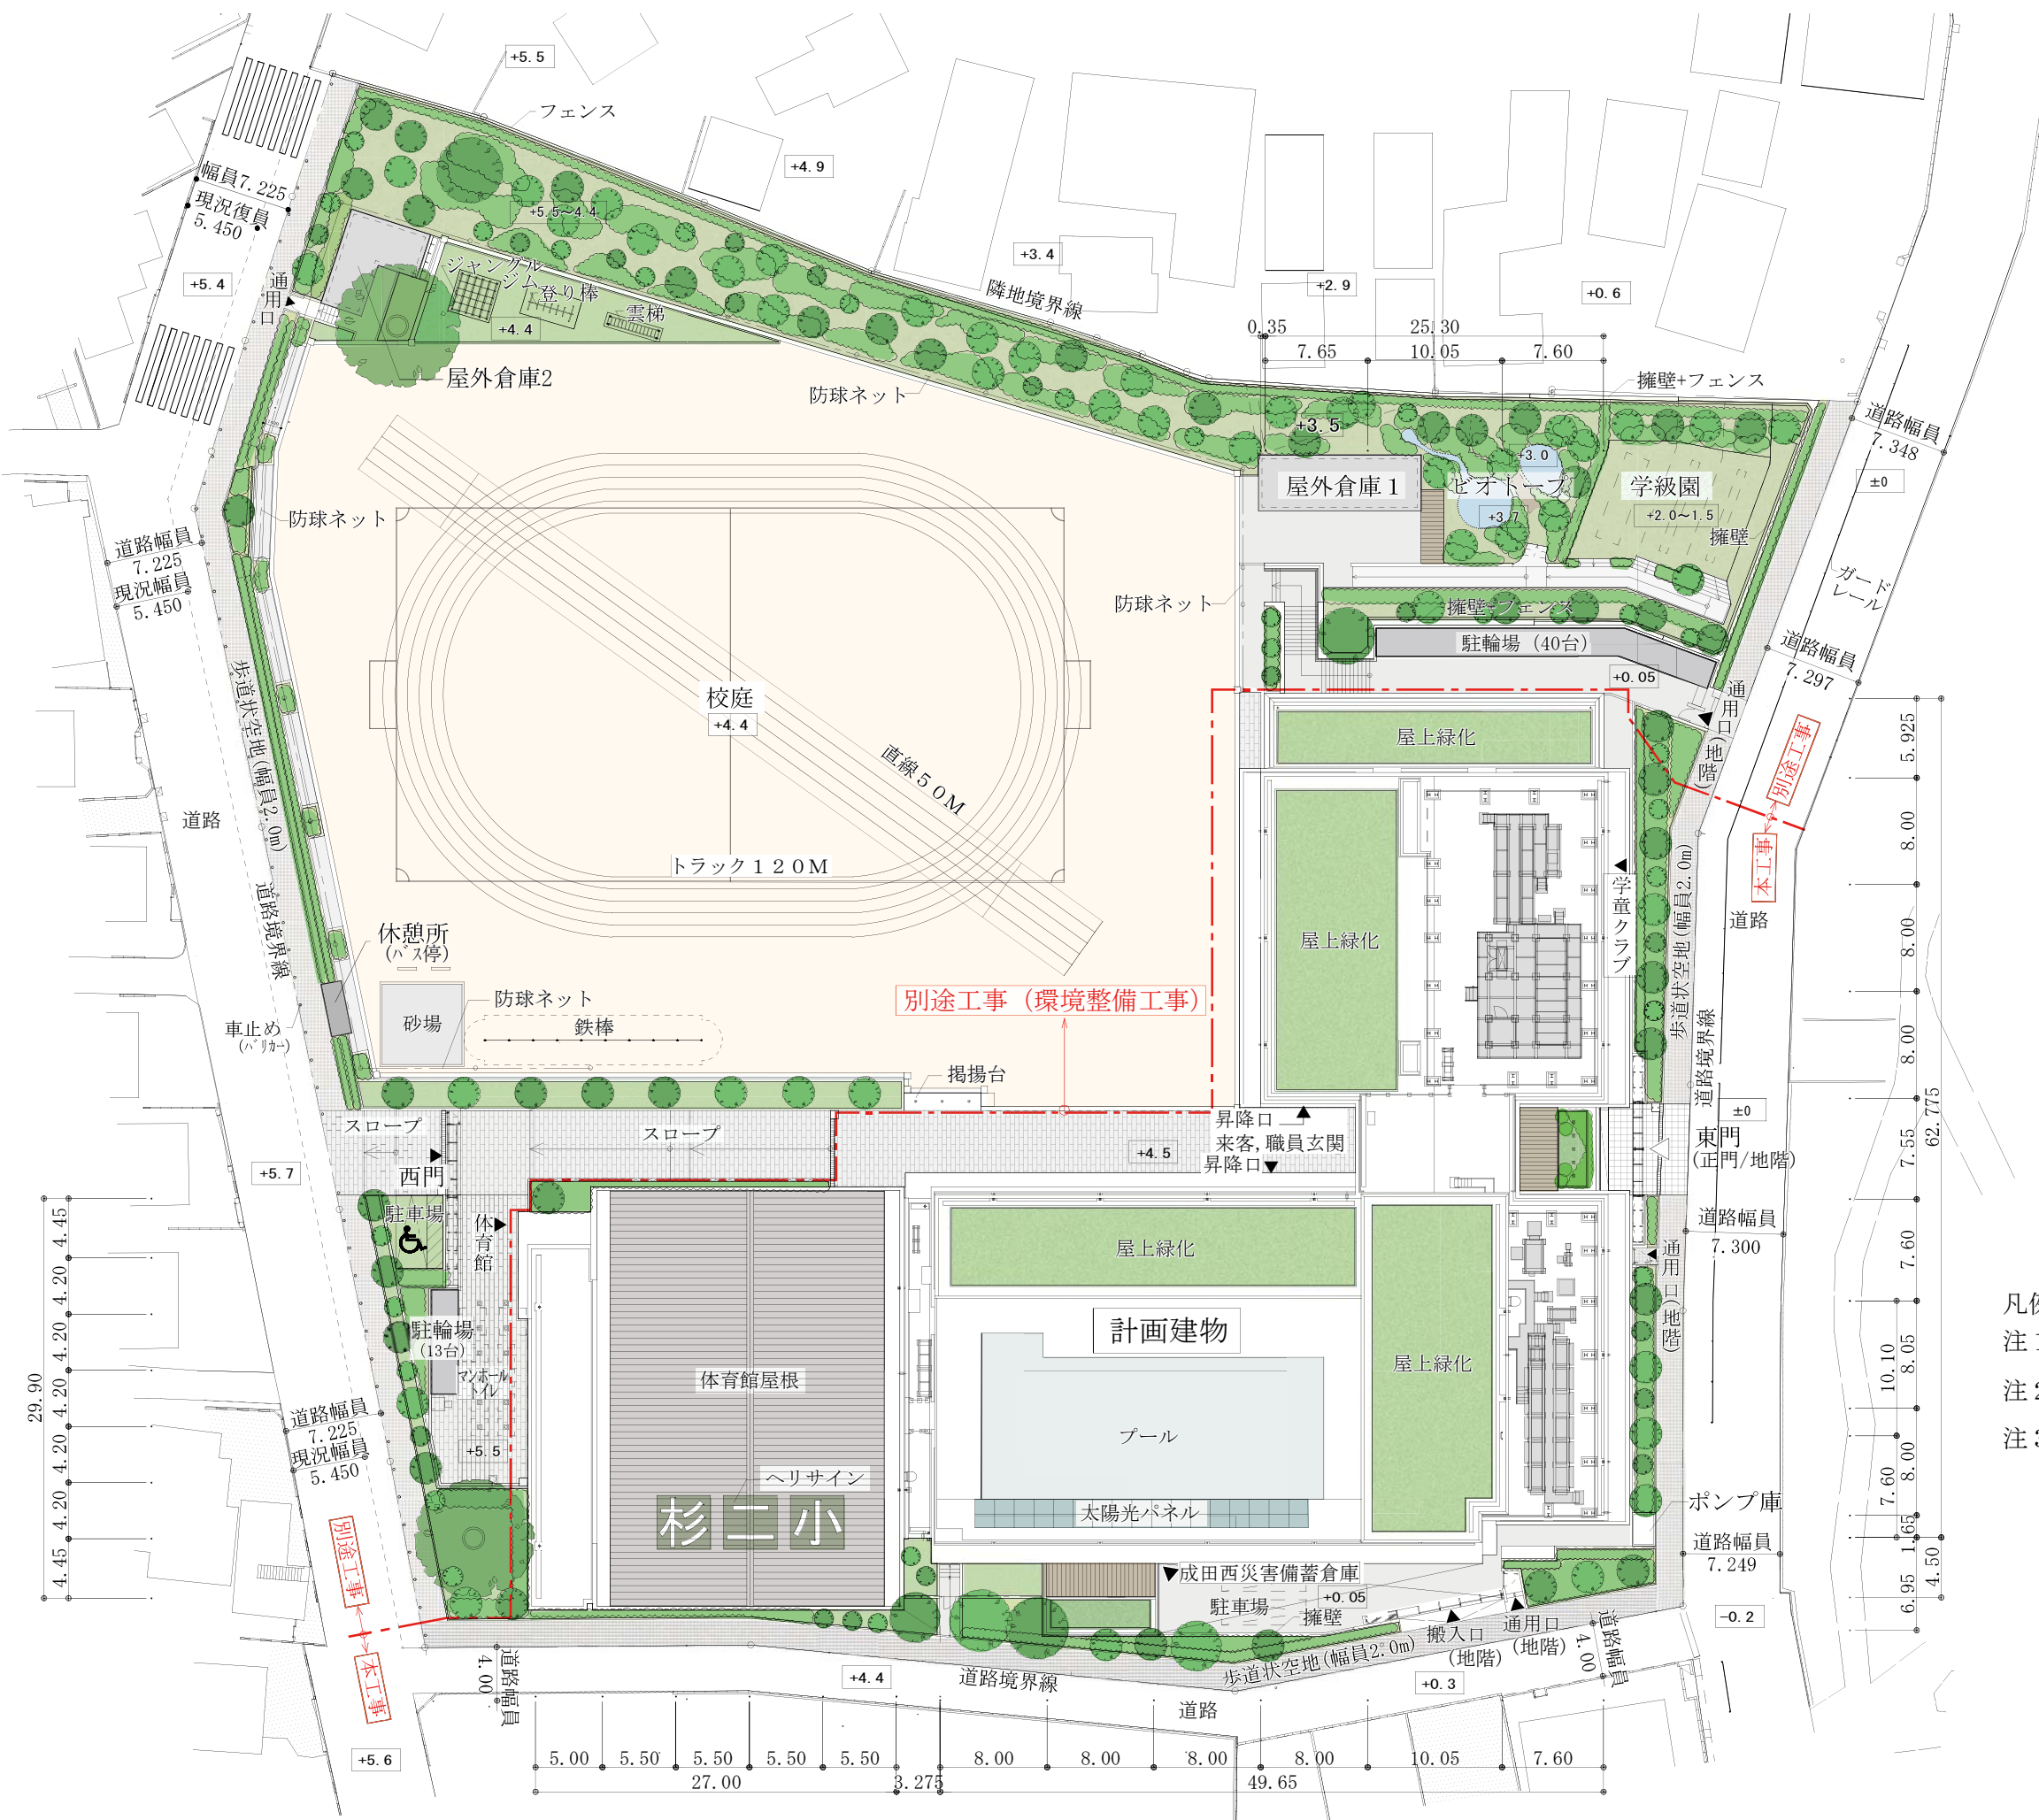 +5.5
フェンス
+4.9
幅員7.225
現況復員
5.450
+5.5~4.4
+3.4
+5.4
通用口
ジャングル
ジム
登り棒
雲梯
+4.4
隣地境界線
+2.9
+0.6
0.35
25.30
7.65
10.05
7.60
屋外倉庫2
防球ネット
擁壁+フェンス
+3.5
道路幅員
7.348
±0
+3.0
屋外倉庫1
ビオトープ
学級園
+3.7
+2.0~1.5
擁壁
防球ネット
道路幅員
7.225
現況幅員
5.450
ガード
レール
防球ネット
擁壁+フェンス
駐輪場 (40台)
道路幅員
7.297
+0.05
通用口(地階)
歩道状空地(幅員2.0m)
校庭
+4.4
直線50M
屋上緑化
別途工事
本工事
5.925
8.00
道路
トラック120M
学童クラブ
歩道状空地(幅員2.0m)
道路
道路境界線
休憩所
(バス停)
屋上緑化
8.00
別途工事 (環境整備工事)
防球ネット
砂場
鉄棒
車止め
(バリカー)
道路境界線
8.00
62.775
掲揚台
±0
スロープ
スロープ
昇降口
来客,職員玄関
昇降口
+4.5
東門
(正門/地階)
7.55
西門
+5.7
駐車場
体育館
道路幅員
7.300
7.60
通用口(地階)
屋上緑化
計画建物
屋上緑化
4.45
4.20
4.20
4.20
4.20
4.20
4.45
29.90
駐輪場
(13台)
マンホール
トイレ
体育館屋根
プール
10.10
8.05
凡例
注1
注2
注3
道路幅員
7.225
現況幅員
5.450
+5.5
ヘリサイン
杉二小
太陽光パネル
ポンプ庫
7.60
8.00
1.65
道路幅員
7.249
4.50
6.95
別途工事
本工事
成田西災害備蓄倉庫
+0.05
駐車場
擁壁
搬入口
(地階)
通用口
(地階)
-0.2
道路幅員
4.00
道路幅員
4.00
+4.4
道路境界線
歩道状空地(幅員2.0m)
+0.3
道路
+5.6
5.00
5.50
5.50
5.50
5.50
8.00
8.00
8.00
8.00
10.05
7.60
27.00
3.275
49.65